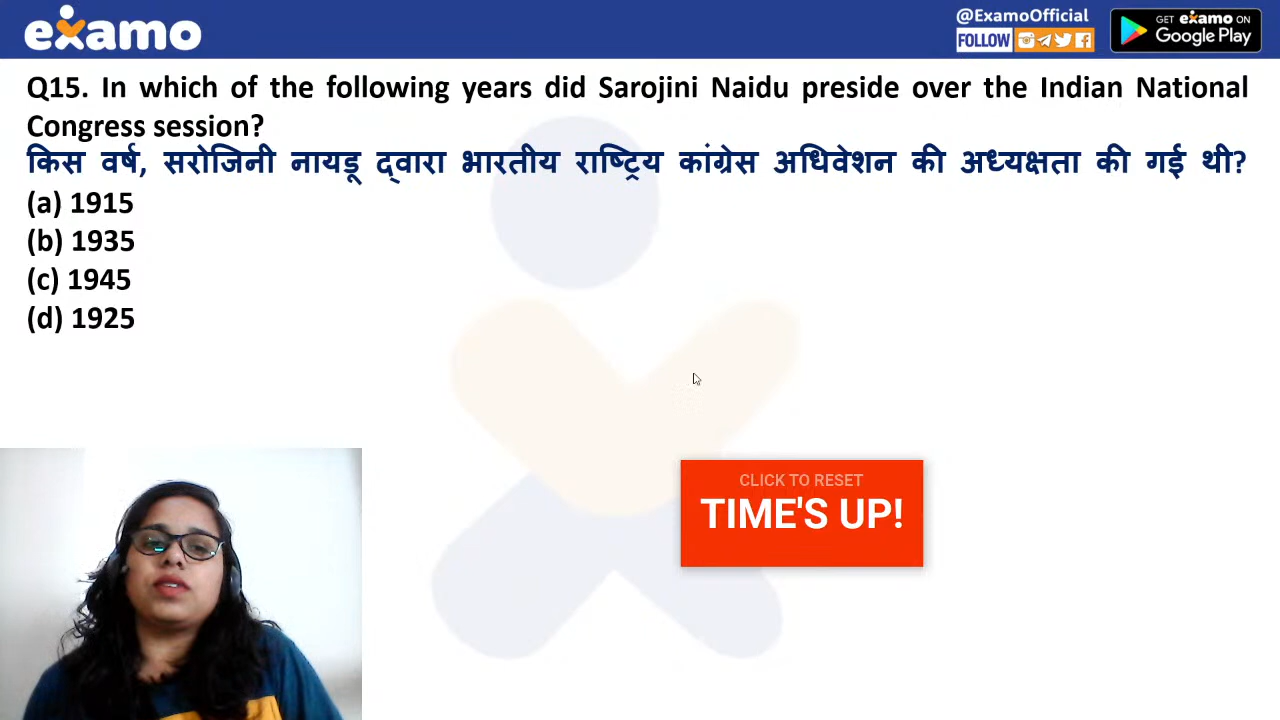 examo
@ExamoOfficial
FOLLOW
GET examo ON
Google Play
Q15. In which of the following years did Sarojini Naidu preside over the Indian National
Congress session?
किस वर्ष, सरोजिनी नायडू द्वारा भारतीय राष्ट्रिय कांग्रेस अधिवेशन की अध्यक्षता की गई थी?
(a) 1915
(b) 1935
(c) 1945
(d) 1925
CLICK TO RESET
TIME'S UP!